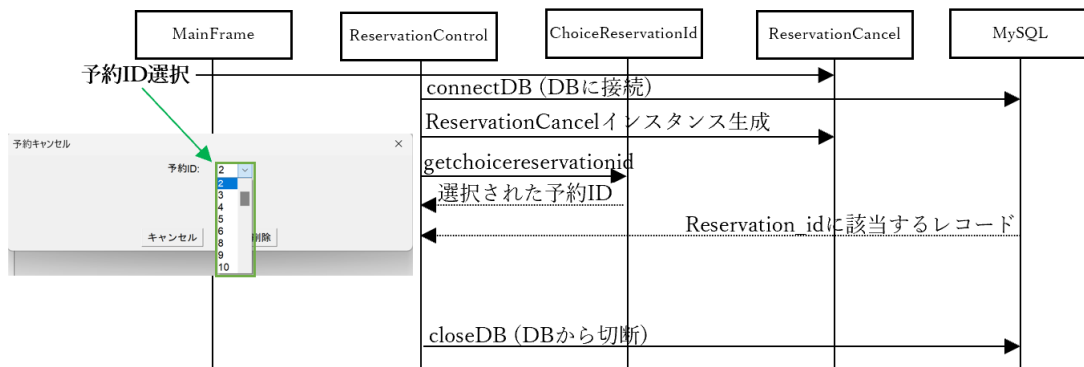 MainFrame
ReservationControl
ChoiceReservationId
ReservationCancel
MySQL
予約ID選択
connectDB (DBに接続)
ReservationCancelインスタンス生成
予約キャンセル
×
予約ID:
2
2
3
4
5
6
8
9
10
キャンセル
削除
getchoicereservationid
選択された予約ID
Reservation_idに該当するレコード
closeDB (DBから切断)